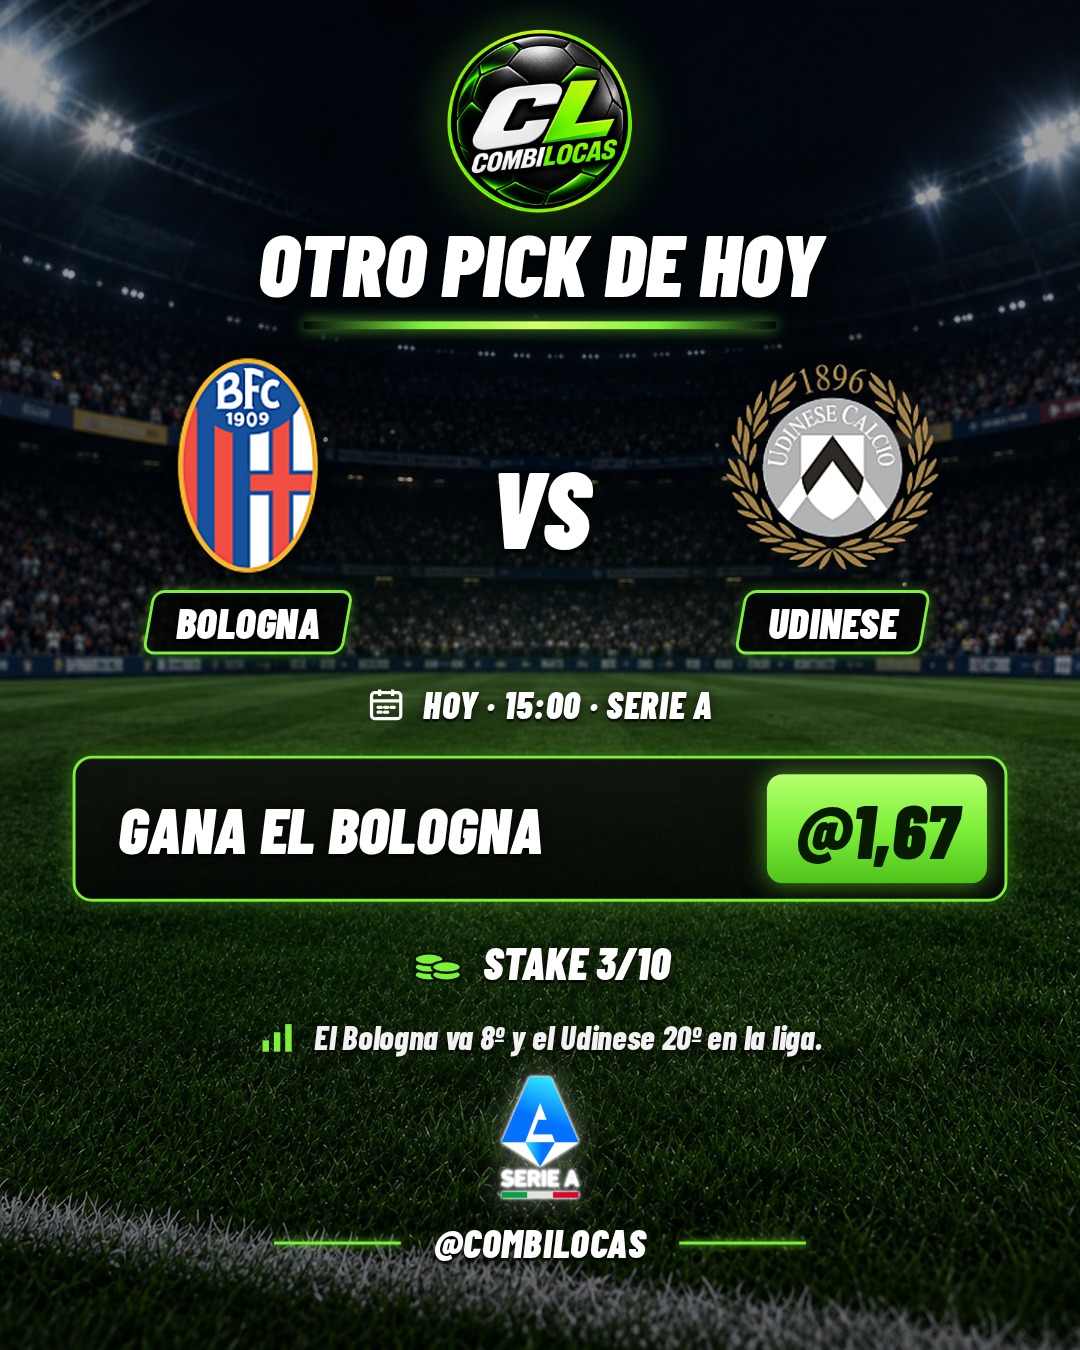 CL
COMBILOCAS
OTRO PICK DE HOY
BFC
1909
1896
UDINESE CALCIO
VS
BOLOGNA
UDINESE
HOY · 15:00 · SERIE A
GANA EL BOLOGNA
@1,67
STAKE 3/10
El Bologna va 8º y el Udinese 20º en la liga.
SERIE A
@COMBILOCAS